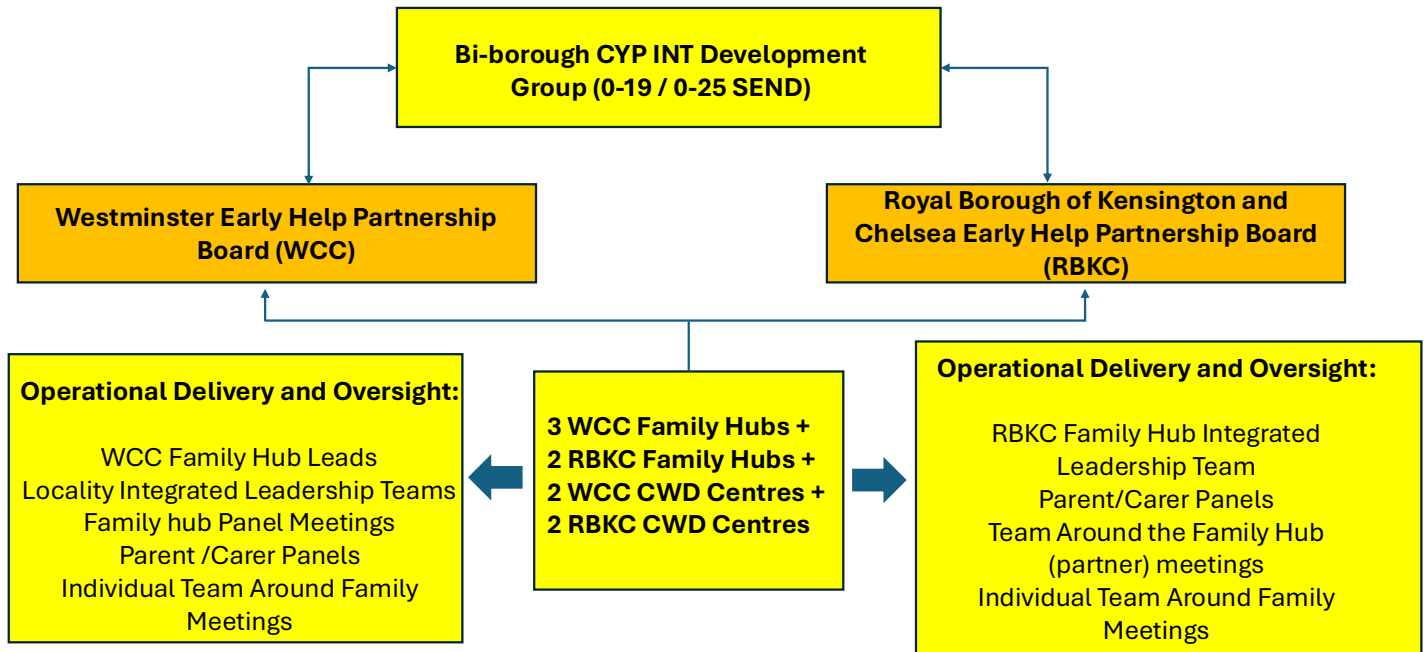 Bi-borough CYP INT Development
Group (0-19 / 0-25 SEND)
Westminster Early Help Partnership
Board (WCC)
Royal Borough of Kensington and
Chelsea Early Help Partnership Board
(RBKC)
Operational Delivery and Oversight:
WCC Family Hub Leads
Locality Integrated Leadership Teams
Family hub Panel Meetings
Parent /Carer Panels
Individual Team Around Family
Meetings
3 WCC Family Hubs +
2 RBKC Family Hubs +
2 WCC CWD Centres +
2 RBKC CWD Centres
Operational Delivery and Oversight:
RBKC Family Hub Integrated
Leadership Team
Parent/Carer Panels
Team Around the Family Hub
(partner) meetings
Individual Team Around Family
Meetings